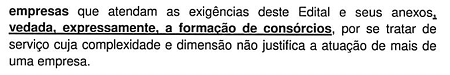 empresas que atendam as exigências deste Edital e seus anexos,
vedada, expressamente, a formação de consórcios, por se tratar de
serviço cuja complexidade e dimensão não justifica a atuação de mais de
uma empresa.